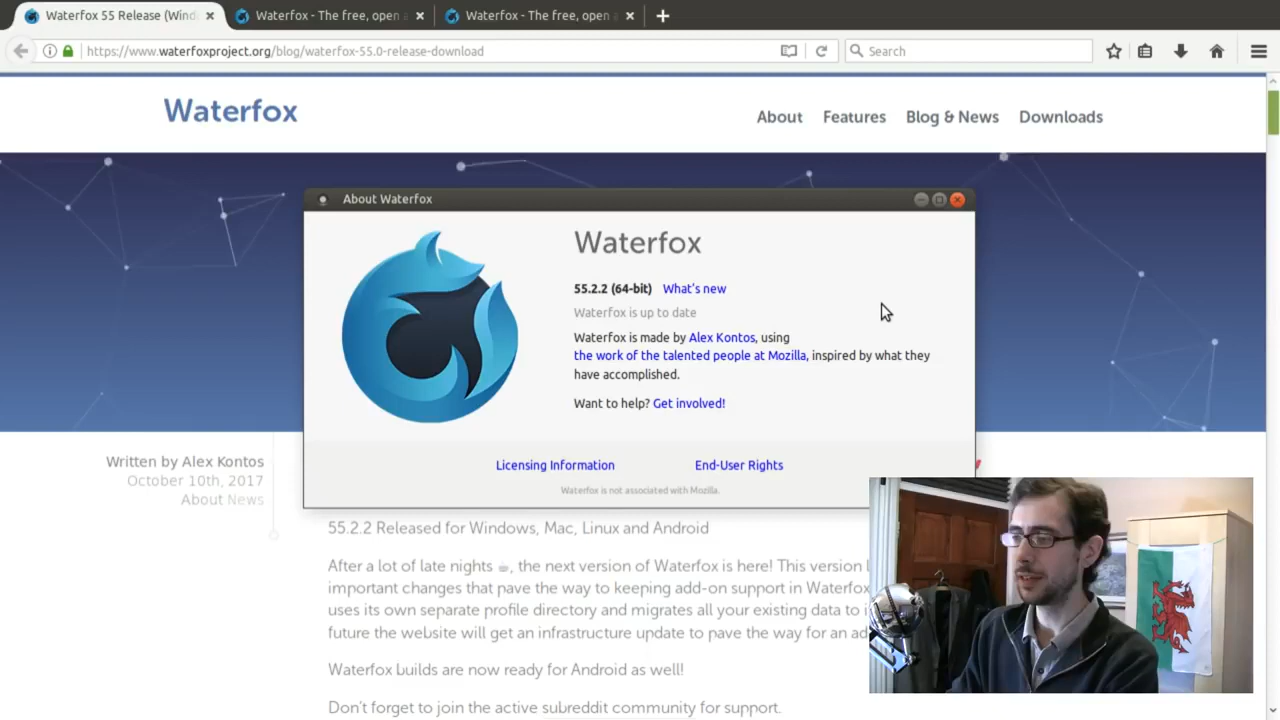 Waterfox 55 Release (Wind
Waterfox - The free, open
Waterfox - The free, open
https://www.waterfoxproject.org/blog/waterfox-55.0-release-download
Search
Waterfox
About
Features
Blog & News
Downloads
About Waterfox
Waterfox
55.2.2 (64-bit) What's new
Waterfox is up to date
Waterfox is made by Alex Kontos, using
the work of the talented people at Mozilla, inspired by what they
have accomplished.
Want to help? Get involved!
Licensing Information
End-User Rights
Waterfox is not associated with Mozilla.
Written by Alex Kontos
October 10th, 2017
About News
55.2.2 Released for Windows, Mac, Linux and Android
After a lot of late nights ☕, the next version of Waterfox is here! This version
important changes that pave the way to keeping add-on support in Waterfox
uses its own separate profile directory and migrates all your existing data to
future the website will get an infrastructure update to pave the way for an
Waterfox builds are now ready for Android as well!
Don't forget to join the active subreddit community for support.